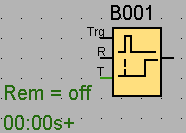 B001
Trg
R
T
Rem = off
00:00s+